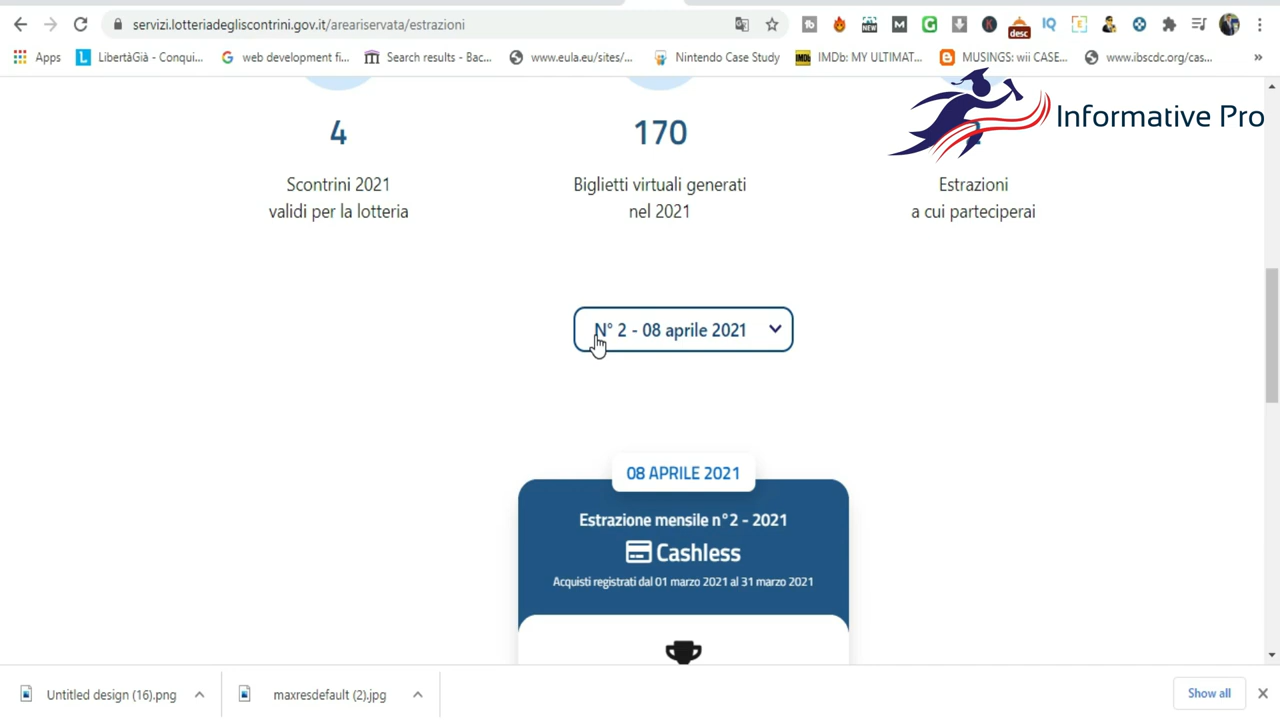 servizi.lotteriadegliscontrini.gov.it/areariservata/estrazioni
Apps LibertàGià - Conqui... web development fi... Search results - Bac... www.eula.eu/sites/... Nintendo Case Study IMDb: MY ULTIMAT... MUSINGS: wii CASE... www.ibscdc.org/cas... »
Informative Pro
4 170 2
Scontrini 2021 Biglietti virtuali generati Estrazioni
validi per la lotteria nel 2021 a cui parteciperai
N° 2 - 08 aprile 2021
08 APRILE 2021
Estrazione mensile n°2 - 2021
Cashless
Acquisti registrati dal 01 marzo 2021 al 31 marzo 2021
Untitled design (16).png maxresdefault (2).jpg Show all